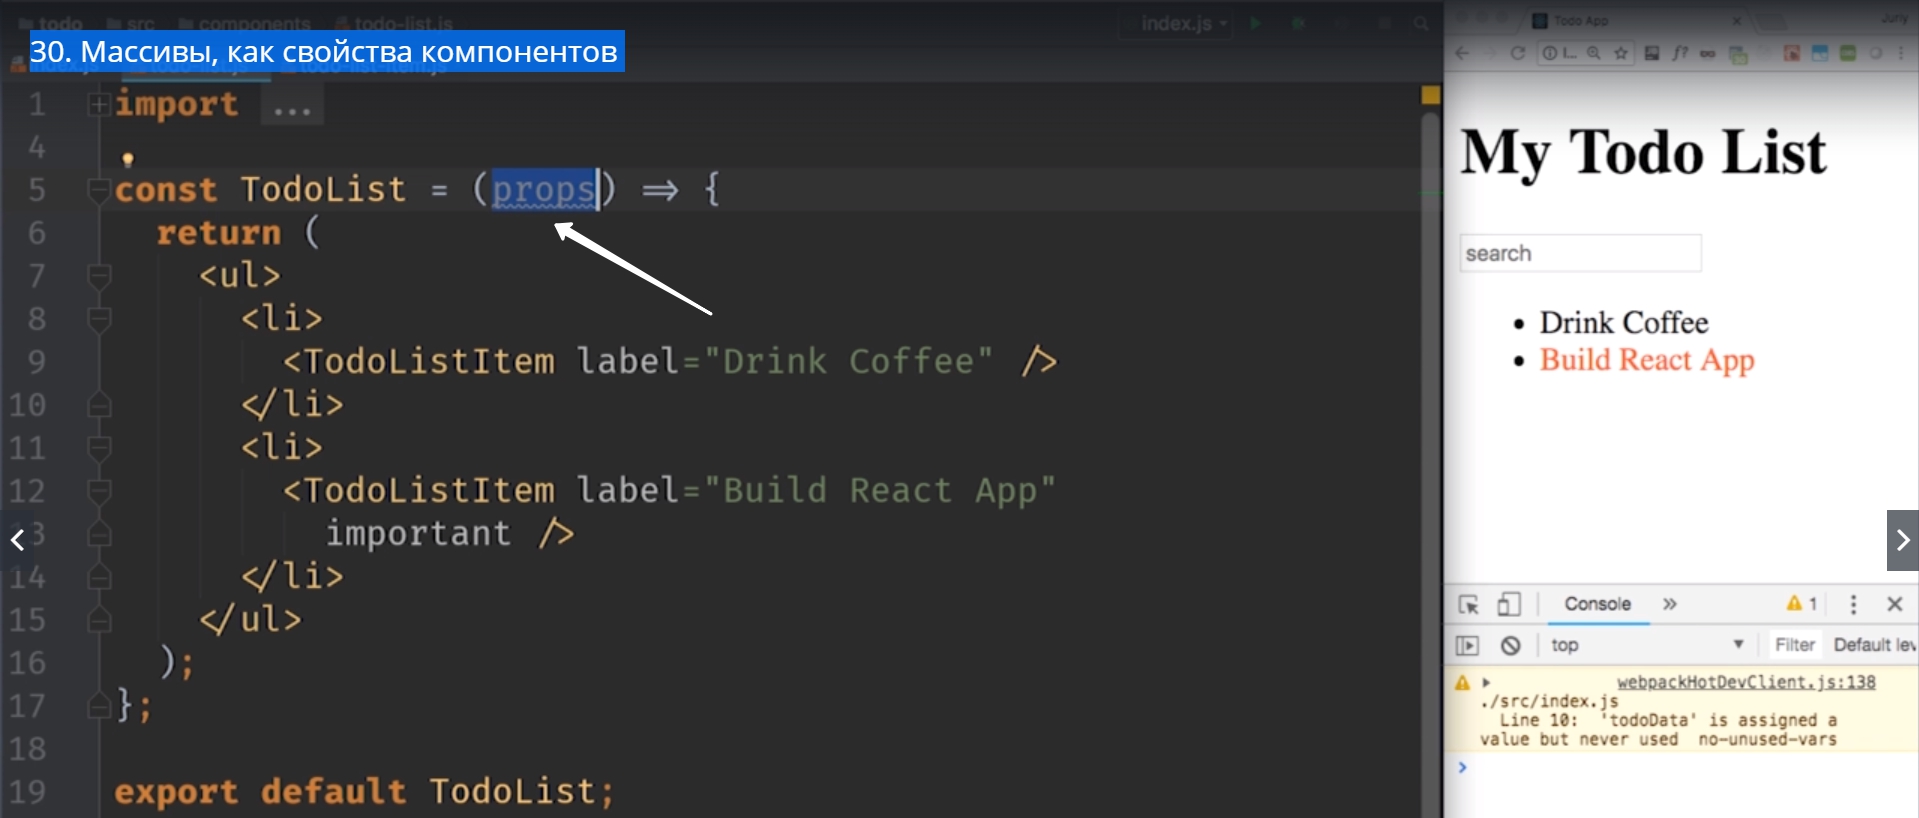 todo src components todo-list.js index.js
30. Массивы, как свойства компонентов
1 import ...
4
5 const TodoList = (props) => {
6 return (
7 <ul>
8 <li>
9 <TodoListItem label="Drink Coffee" />
10 </li>
11 <li>
12 <TodoListItem label="Build React App"
13 important />
14 </li>
15 </ul>
16 );
17 };
18
19 export default TodoList;
Todo App
My Todo List
search
• Drink Coffee
• Build React App
Console » 1
top Filter Default lev
webpackHotDevClient.js:138
./src/index.js
Line 10: 'todoData' is assigned a
value but never used no-unused-vars